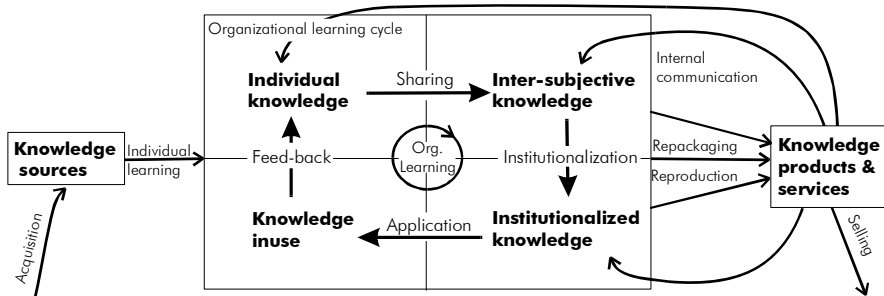 Organizational learning cycle
Individual
knowledge
Sharing
Inter-subjective
knowledge
Internal
communication
Knowledge
sources
Individual
learning
Feed-back
Org.
Learning
Institutionalization
Repackaging
Reproduction
Knowledge
products &
services
Knowledge
inuse
Application
Institutionalized
knowledge
Acquisition
Selling